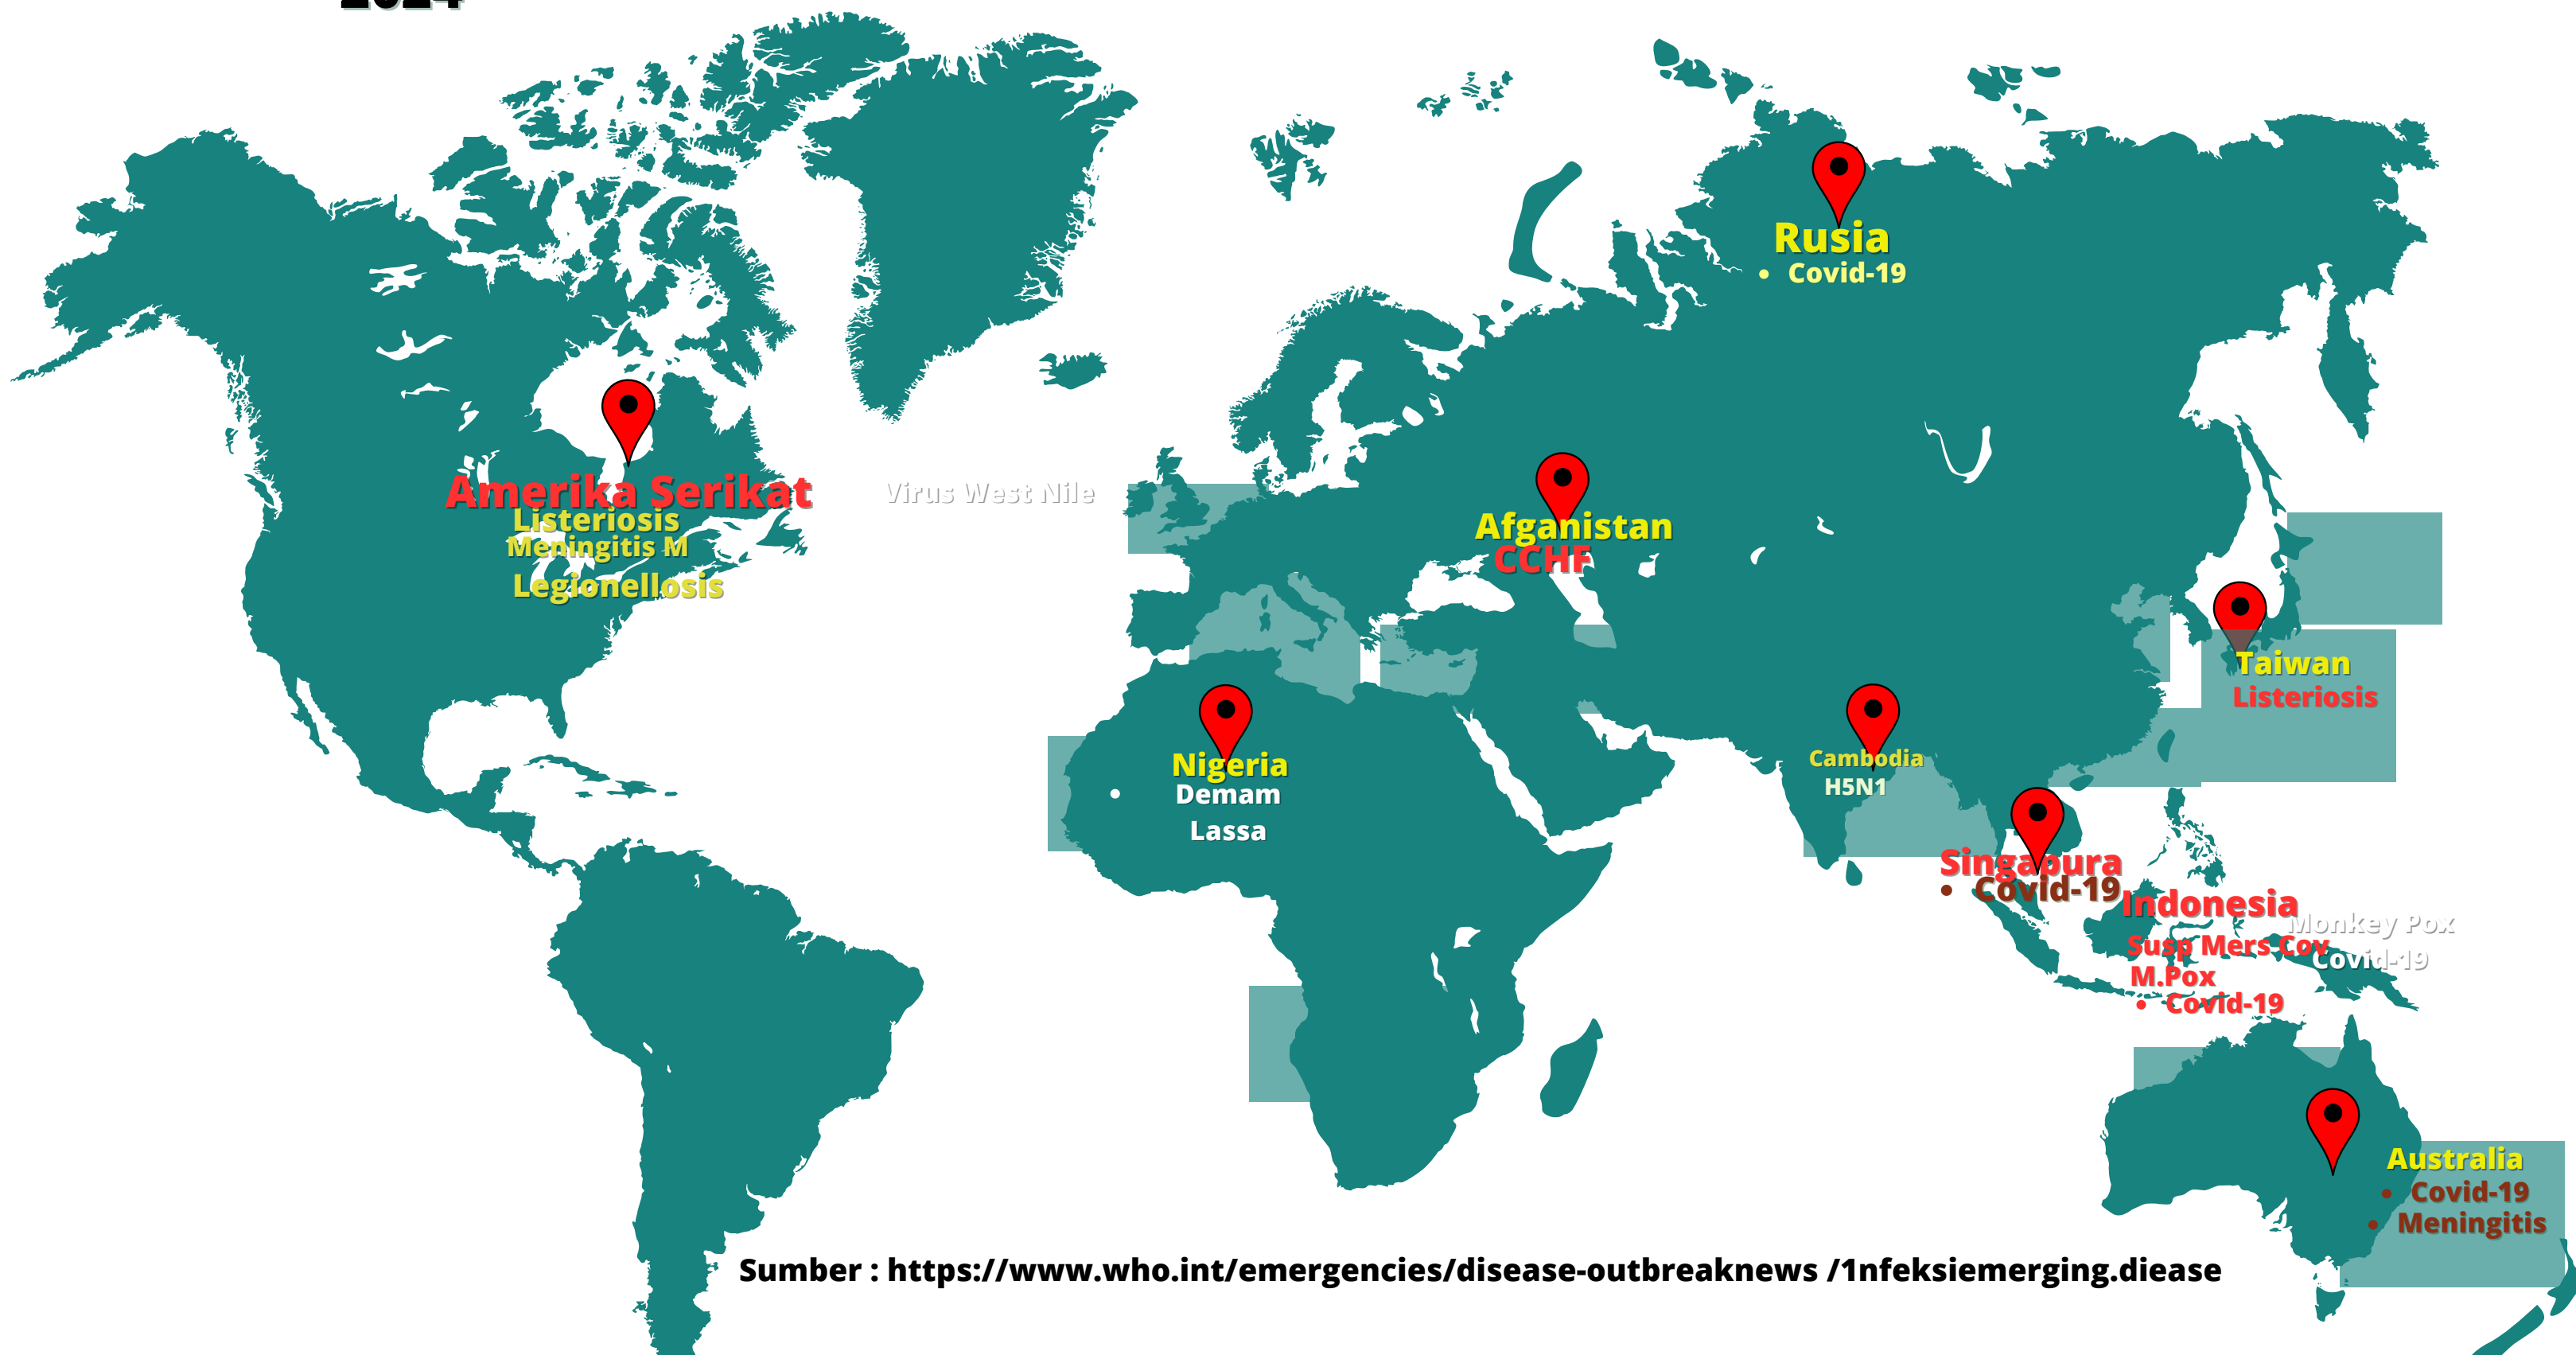 2024
Rusia
• Covid-19
Amerika Serikat
Listeriosis
Meningitis M
Legionellosis
Virus West Nile
Afganistan
CCHF
Taiwan
Listeriosis
Nigeria
• Demam
Lassa
Cambodia
H5N1
Singapura
• Covid-19
Indonesia
Susp Mers Cov
M.Pox
• Covid-19
Monkey Pox
Covid-19
Australia
• Covid-19
• Meningitis
Sumber : https://www.who.int/emergencies/disease-outbreaknews /1nfeksiemerging.diease